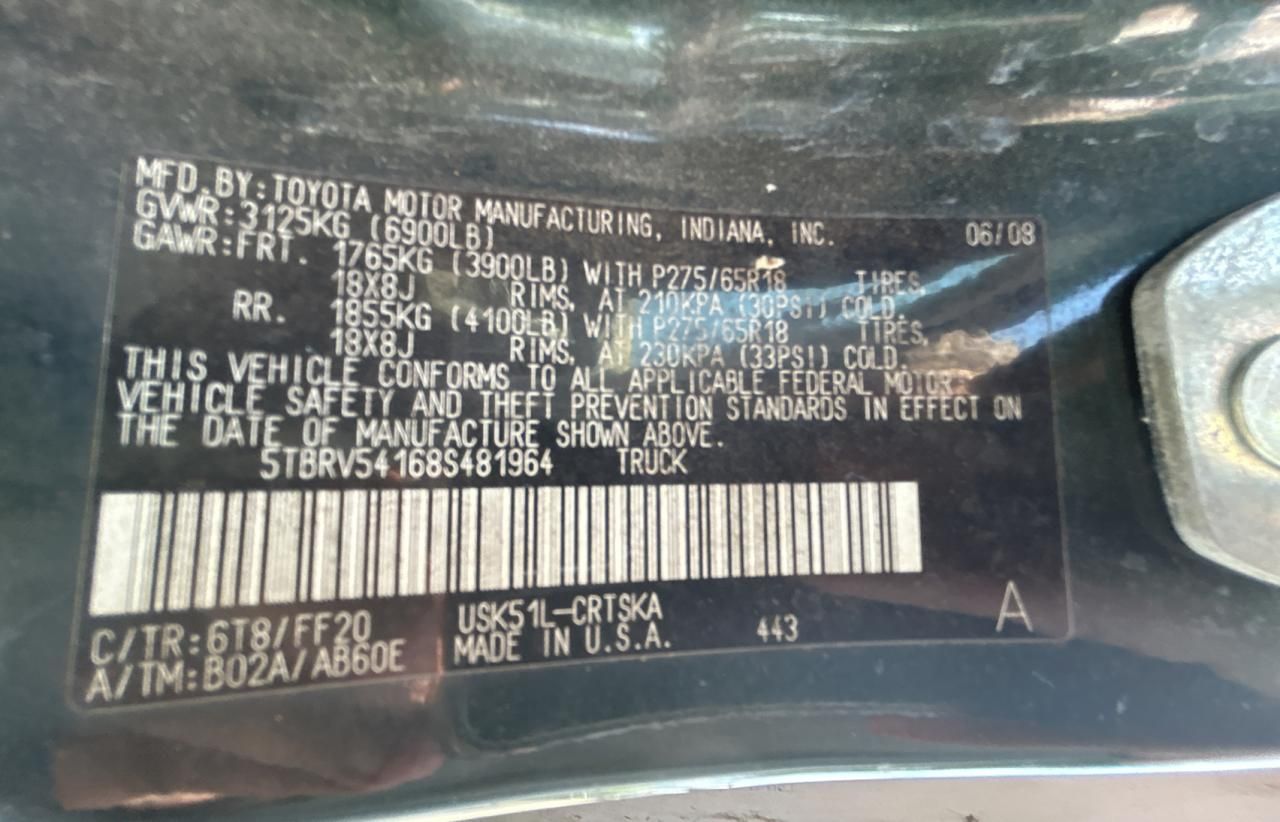 MFD.BY:TOYOTA MOTOR MANUFACTURING, INDIANA, INC. 06/08
GVWR:3125KG (6900LB)
GAWR:FRT. 1765KG (3900LB) WITH P275/65R18 TIRES,
18X8J RIMS, AT 210KPA (30PSI) COLD.
RR. 1855KG (4100LB) WITH P275/65R18 TIRES,
18X8J RIMS, AT 230KPA (33PSI) COLD.
THIS VEHICLE CONFORMS TO ALL APPLICABLE FEDERAL MOTOR
VEHICLE SAFETY AND THEFT PREVENTION STANDARDS IN EFFECT ON
THE DATE OF MANUFACTURE SHOWN ABOVE.
5TBRV54168S481964 TRUCK
C/TR:6T8/FF20 USK51L-CRTSKA
A/TM:B02A/AB60E MADE IN U.S.A. 443 A